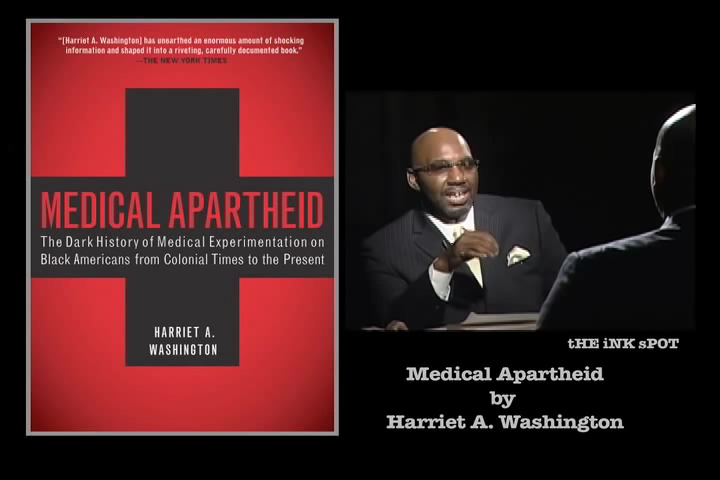 “[Harriet A. Washington] has unearthed an enormous amount of shocking
information and shaped it into a riveting, carefully documented book.”
—THE NEW YORK TIMES
MEDICAL APARTHEID
The Dark History of Medical Experimentation on
Black Americans from Colonial Times to the Present
HARRIET A.
WASHINGTON
tHE iNK sPOT
Medical Apartheid
by
Harriet A. Washington